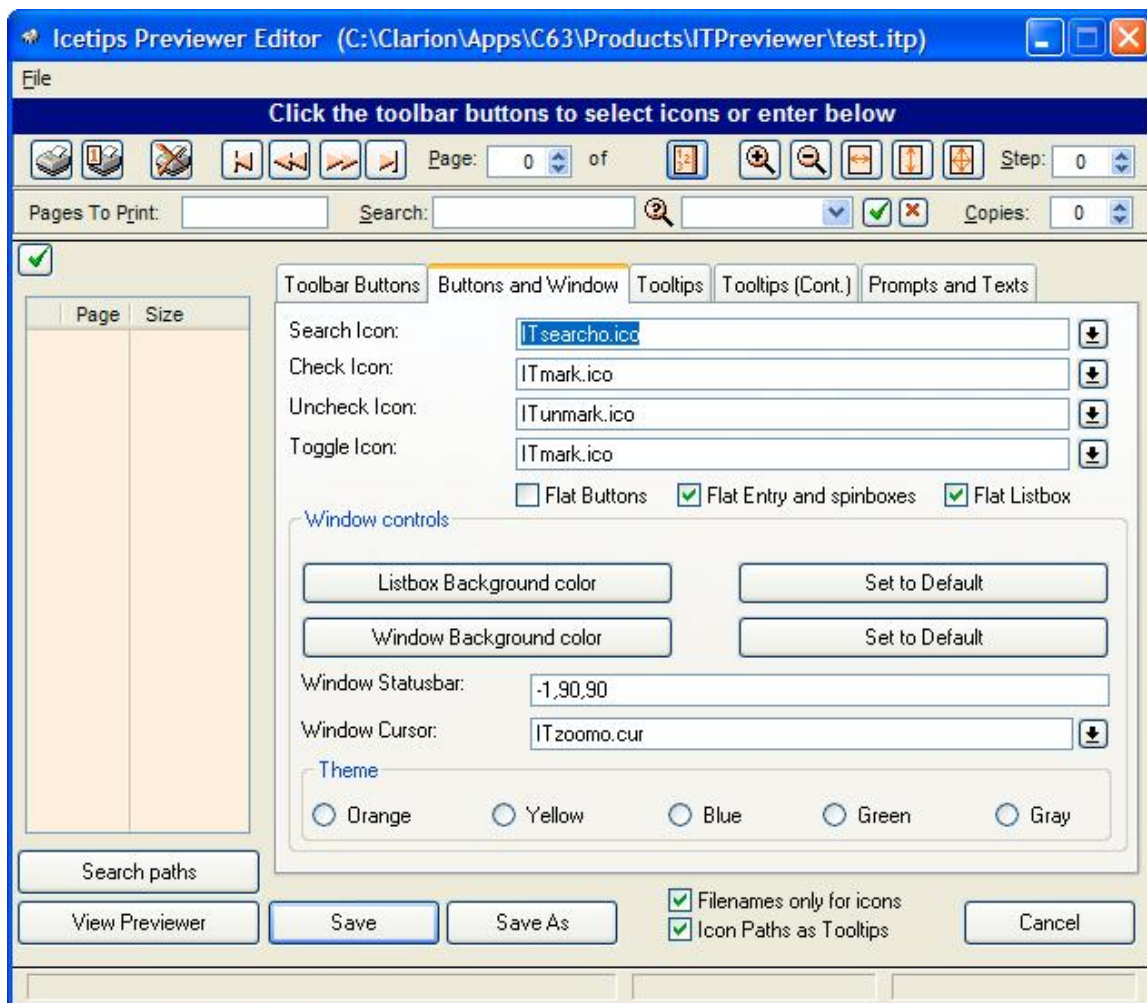 Icetips Previewer Editor (C:\Clarion\Apps\C63\Products\ITPreviewer\test.itp)
File
Click the toolbar buttons to select icons or enter below
1 Page: 0 of Step: 0
Pages To Print: Search: Copies: 0
Toolbar Buttons Buttons and Window Tooltips Tooltips (Cont.) Prompts and Texts
Page Size
Search Icon: ITsearcho.ico
Check Icon: ITmark.ico
Uncheck Icon: ITunmark.ico
Toggle Icon: ITmark.ico
Flat Buttons Flat Entry and spinboxes Flat Listbox
Window controls
Listbox Background color Set to Default
Window Background color Set to Default
Window Statusbar: -1,90,90
Window Cursor: ITzoomo.cur
Theme
Orange Yellow Blue Green Gray
Search paths
Filenames only for icons
View Previewer Save Save As Cancel
Icon Paths as Tooltips